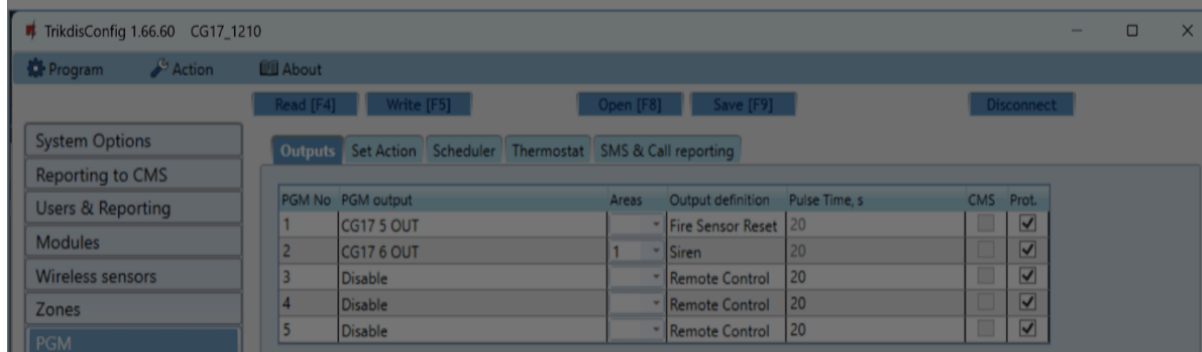 TrikdisConfig 1.66.60 CG17_1210
Program Action About
Read [F4] Write [F5] Open [F8] Save [F9] Disconnect
System Options
Reporting to CMS
Users & Reporting
Modules
Wireless sensors
Zones
PGM
Outputs Set Action Scheduler Thermostat SMS & Call reporting
PGM No PGM output Areas Output definition Pulse Time, s CMS Prot.
1 CG17 5 OUT Fire Sensor Reset 20
2 CG17 6 OUT 1 Siren 20
3 Disable Remote Control 20
4 Disable Remote Control 20
5 Disable Remote Control 20